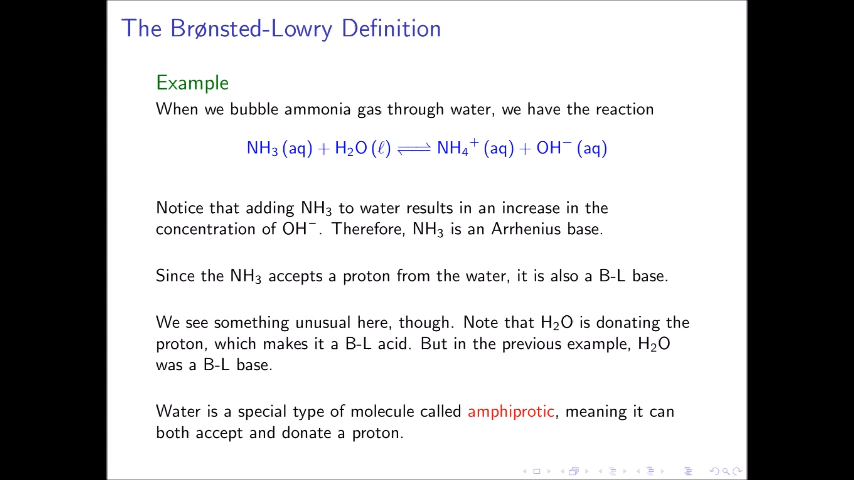 The Brønsted-Lowry Definition
Example
When we bubble ammonia gas through water, we have the reaction
NH₃ (aq) + H₂O (ℓ) ⇌ NH₄⁺ (aq) + OH⁻ (aq)
Notice that adding NH₃ to water results in an increase in the
concentration of OH⁻. Therefore, NH₃ is an Arrhenius base.
Since the NH₃ accepts a proton from the water, it is also a B-L base.
We see something unusual here, though. Note that H₂O is donating the
proton, which makes it a B-L acid. But in the previous example, H₂O
was a B-L base.
Water is a special type of molecule called amphiprotic, meaning it can
both accept and donate a proton.